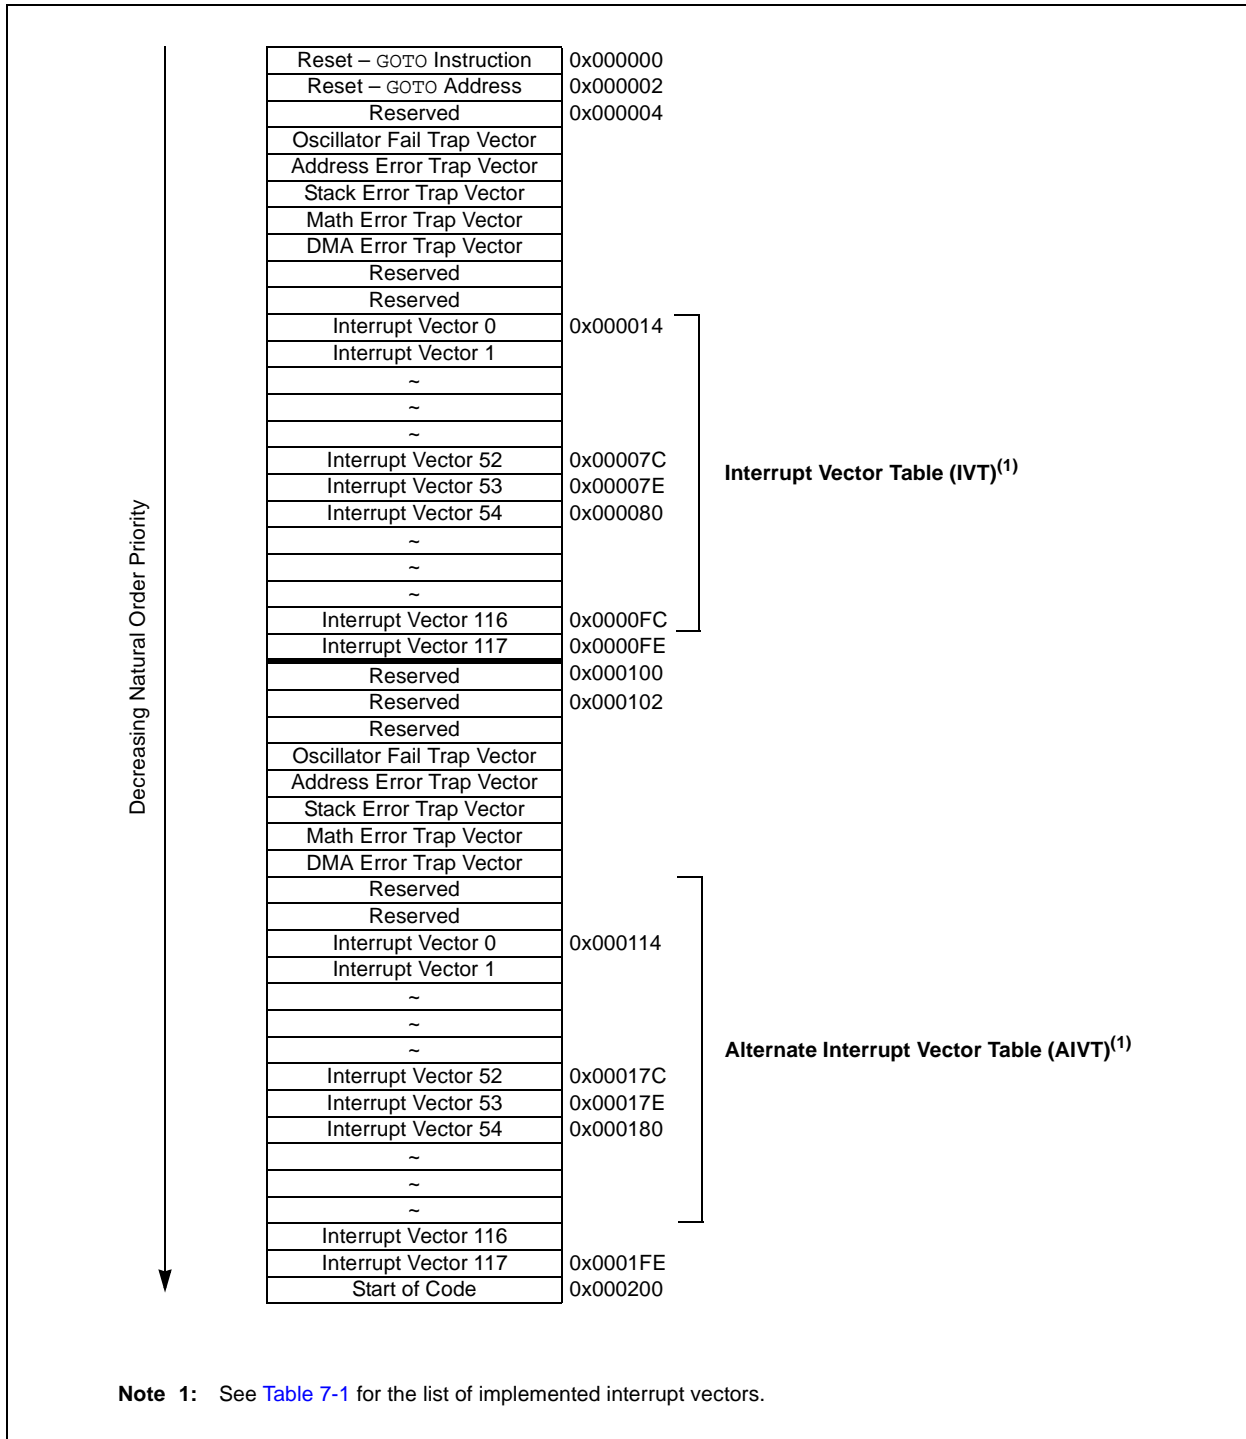 Reset – GOTO Instruction 0x000000
Reset – GOTO Address 0x000002
Reserved 0x000004
Oscillator Fail Trap Vector
Address Error Trap Vector
Stack Error Trap Vector
Math Error Trap Vector
DMA Error Trap Vector
Reserved
Reserved
Interrupt Vector 0 0x000014
Interrupt Vector 1
~
~
~
Interrupt Vector 52 0x00007C
Interrupt Vector 53 0x00007E
Interrupt Vector 54 0x000080
~
~
~
Interrupt Vector 116 0x0000FC
Interrupt Vector 117 0x0000FE
Reserved 0x000100
Reserved 0x000102
Reserved
Oscillator Fail Trap Vector
Address Error Trap Vector
Stack Error Trap Vector
Math Error Trap Vector
DMA Error Trap Vector
Reserved
Reserved
Interrupt Vector 0 0x000114
Interrupt Vector 1
~
~
~
Interrupt Vector 52 0x00017C
Interrupt Vector 53 0x00017E
Interrupt Vector 54 0x000180
~
~
~
Interrupt Vector 116
Interrupt Vector 117 0x0001FE
Start of Code 0x000200
Decreasing Natural Order Priority
Interrupt Vector Table (IVT)(1)
Alternate Interrupt Vector Table (AIVT)(1)
Note 1: See Table 7-1 for the list of implemented interrupt vectors.